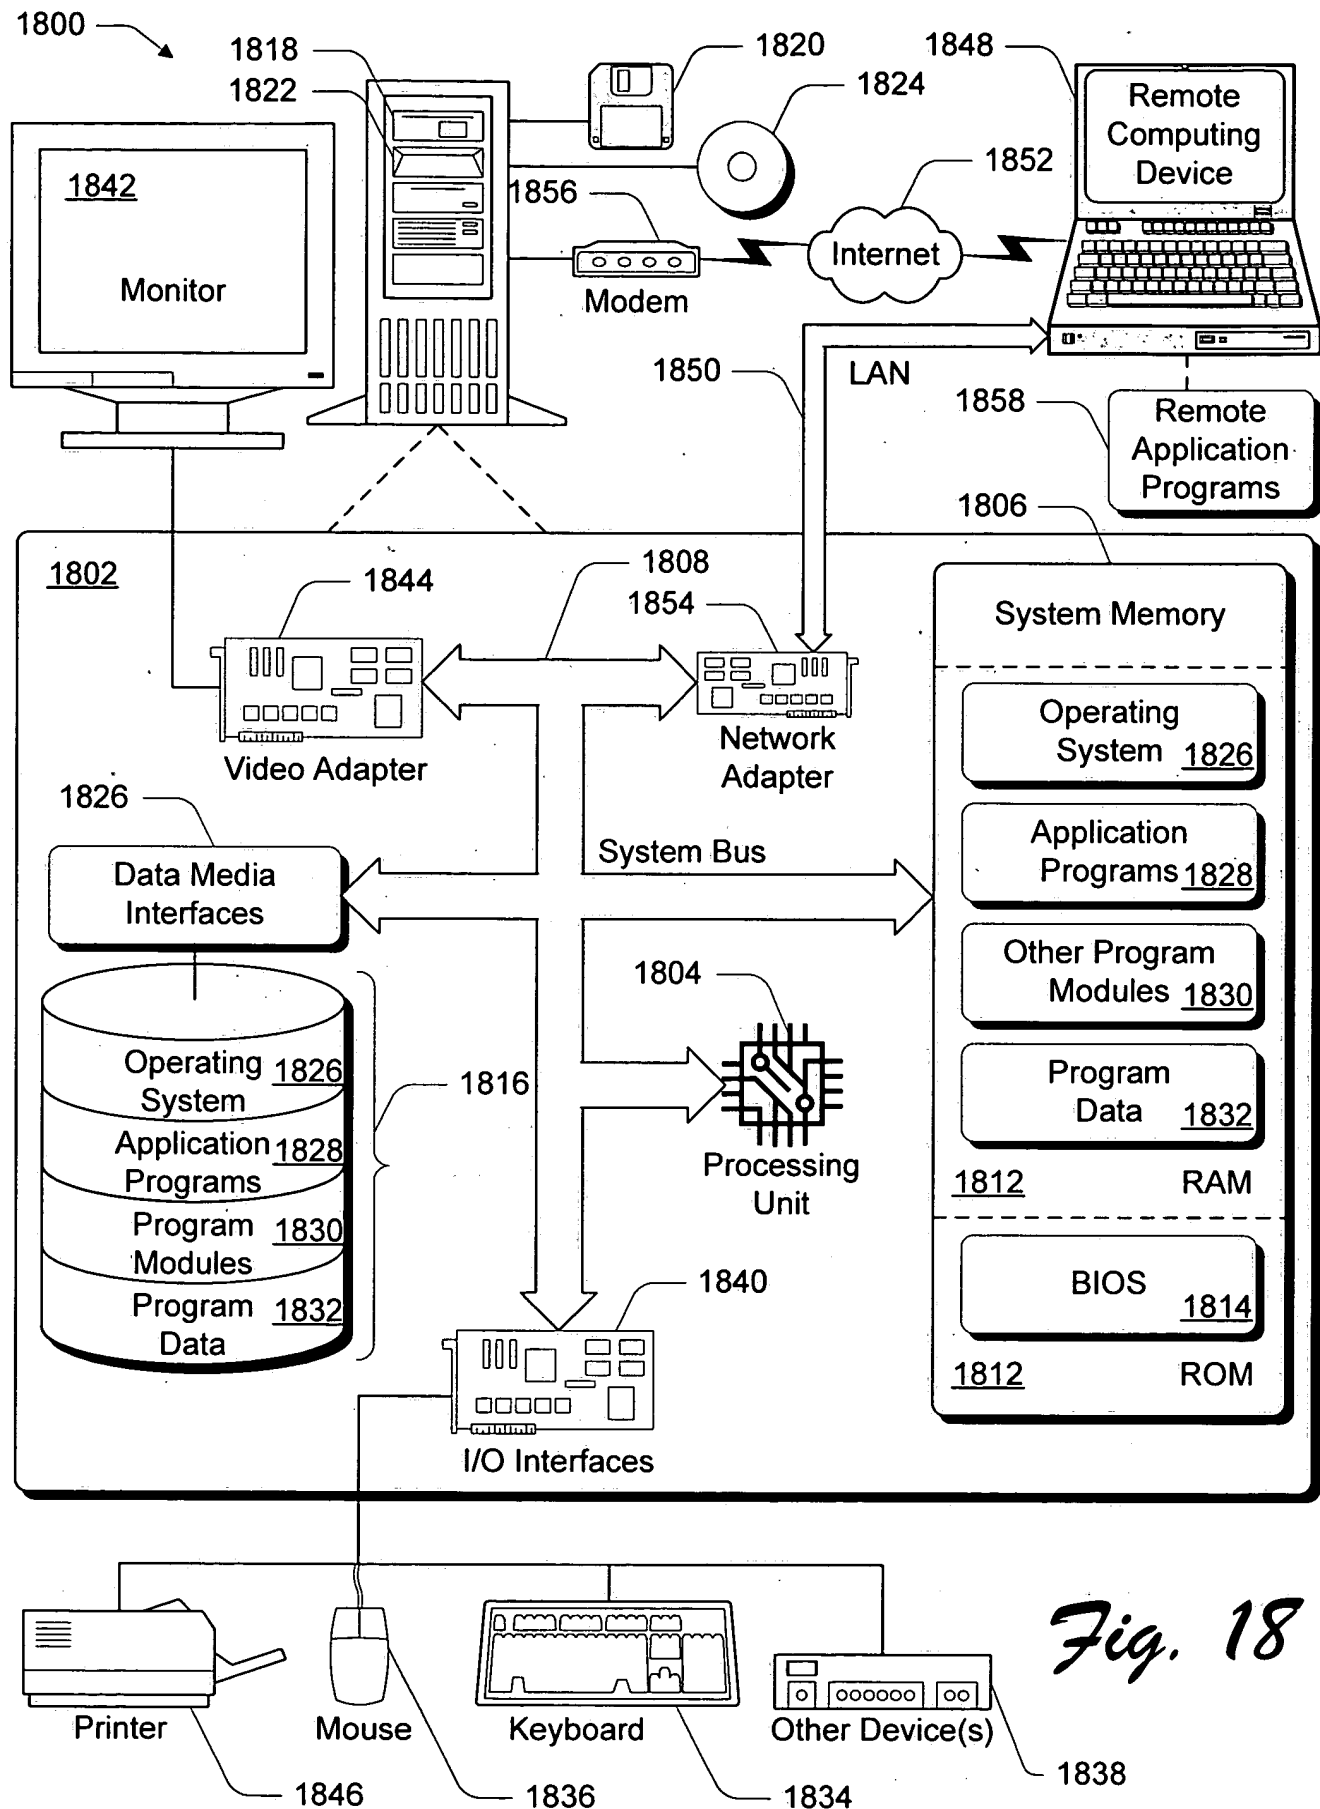 1800
1818
1822
1820
1824
1848
Remote
Computing
Device
1842
Monitor
1856
Modem
1852
Internet
1850
LAN
1858
Remote
Application
Programs
1806
1802
1844
1808
1854
Video Adapter
Network
Adapter
System Memory
Operating
System 1826
Application
Programs 1828
Other Program
Modules 1830
Program
Data 1832
1812 RAM
BIOS
1814
1812 ROM
1826
Data Media
Interfaces
System Bus
1804
Processing
Unit
Operating
System 1826
Application
Programs 1828
Program
Modules 1830
Program
Data 1832
1816
1840
I/O Interfaces
Printer
Mouse
Keyboard
Other Device(s)
1846
1836
1834
1838
Fig. 18